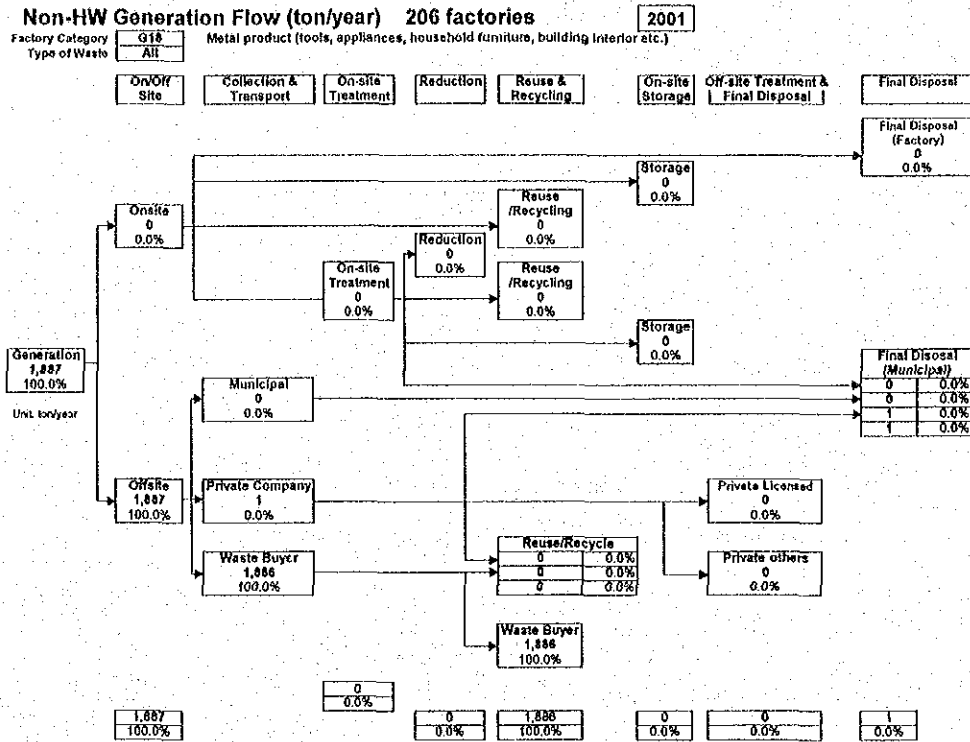 Non-HW Generation Flow (ton/year) 206 factories 2001
Factory Category G18 Metal product (tools, appliances, household furniture, building interior etc.)
Type of Waste All
On/Off Site
Collection & Transport
On-site Treatment
Reduction
Reuse & Recycling
On-site Storage
Off-site Treatment & Final Disposal
Final Disposal
Final Disposal
(Factory)
0
0.0%
Storage
0
0.0%
Onsite
0
0.0%
Reuse
/Recycling
0
0.0%
Reduction
0
0.0%
On-site
Treatment
0
0.0%
Reuse
/Recycling
0
0.0%
Storage
0
0.0%
Generation
1,887
100.0%
Unit. ton/year
Final Disosal
(Municipal)
0 0.0%
0 0.0%
1 0.0%
1 0.0%
Municipal
0
0.0%
Offsite
1,887
100.0%
Private Company
1
0.0%
Private Licensed
0
0.0%
Waste Buyer
1,886
100.0%
Reuse/Recycle
0 0.0%
0 0.0%
0 0.0%
Private others
0
0.0%
Waste Buyer
1,886
100.0%
0
0.0%
1,887 0 1,886 0 0 1
100.0% 0.0% 100.0% 0.0% 0.0% 0.0%